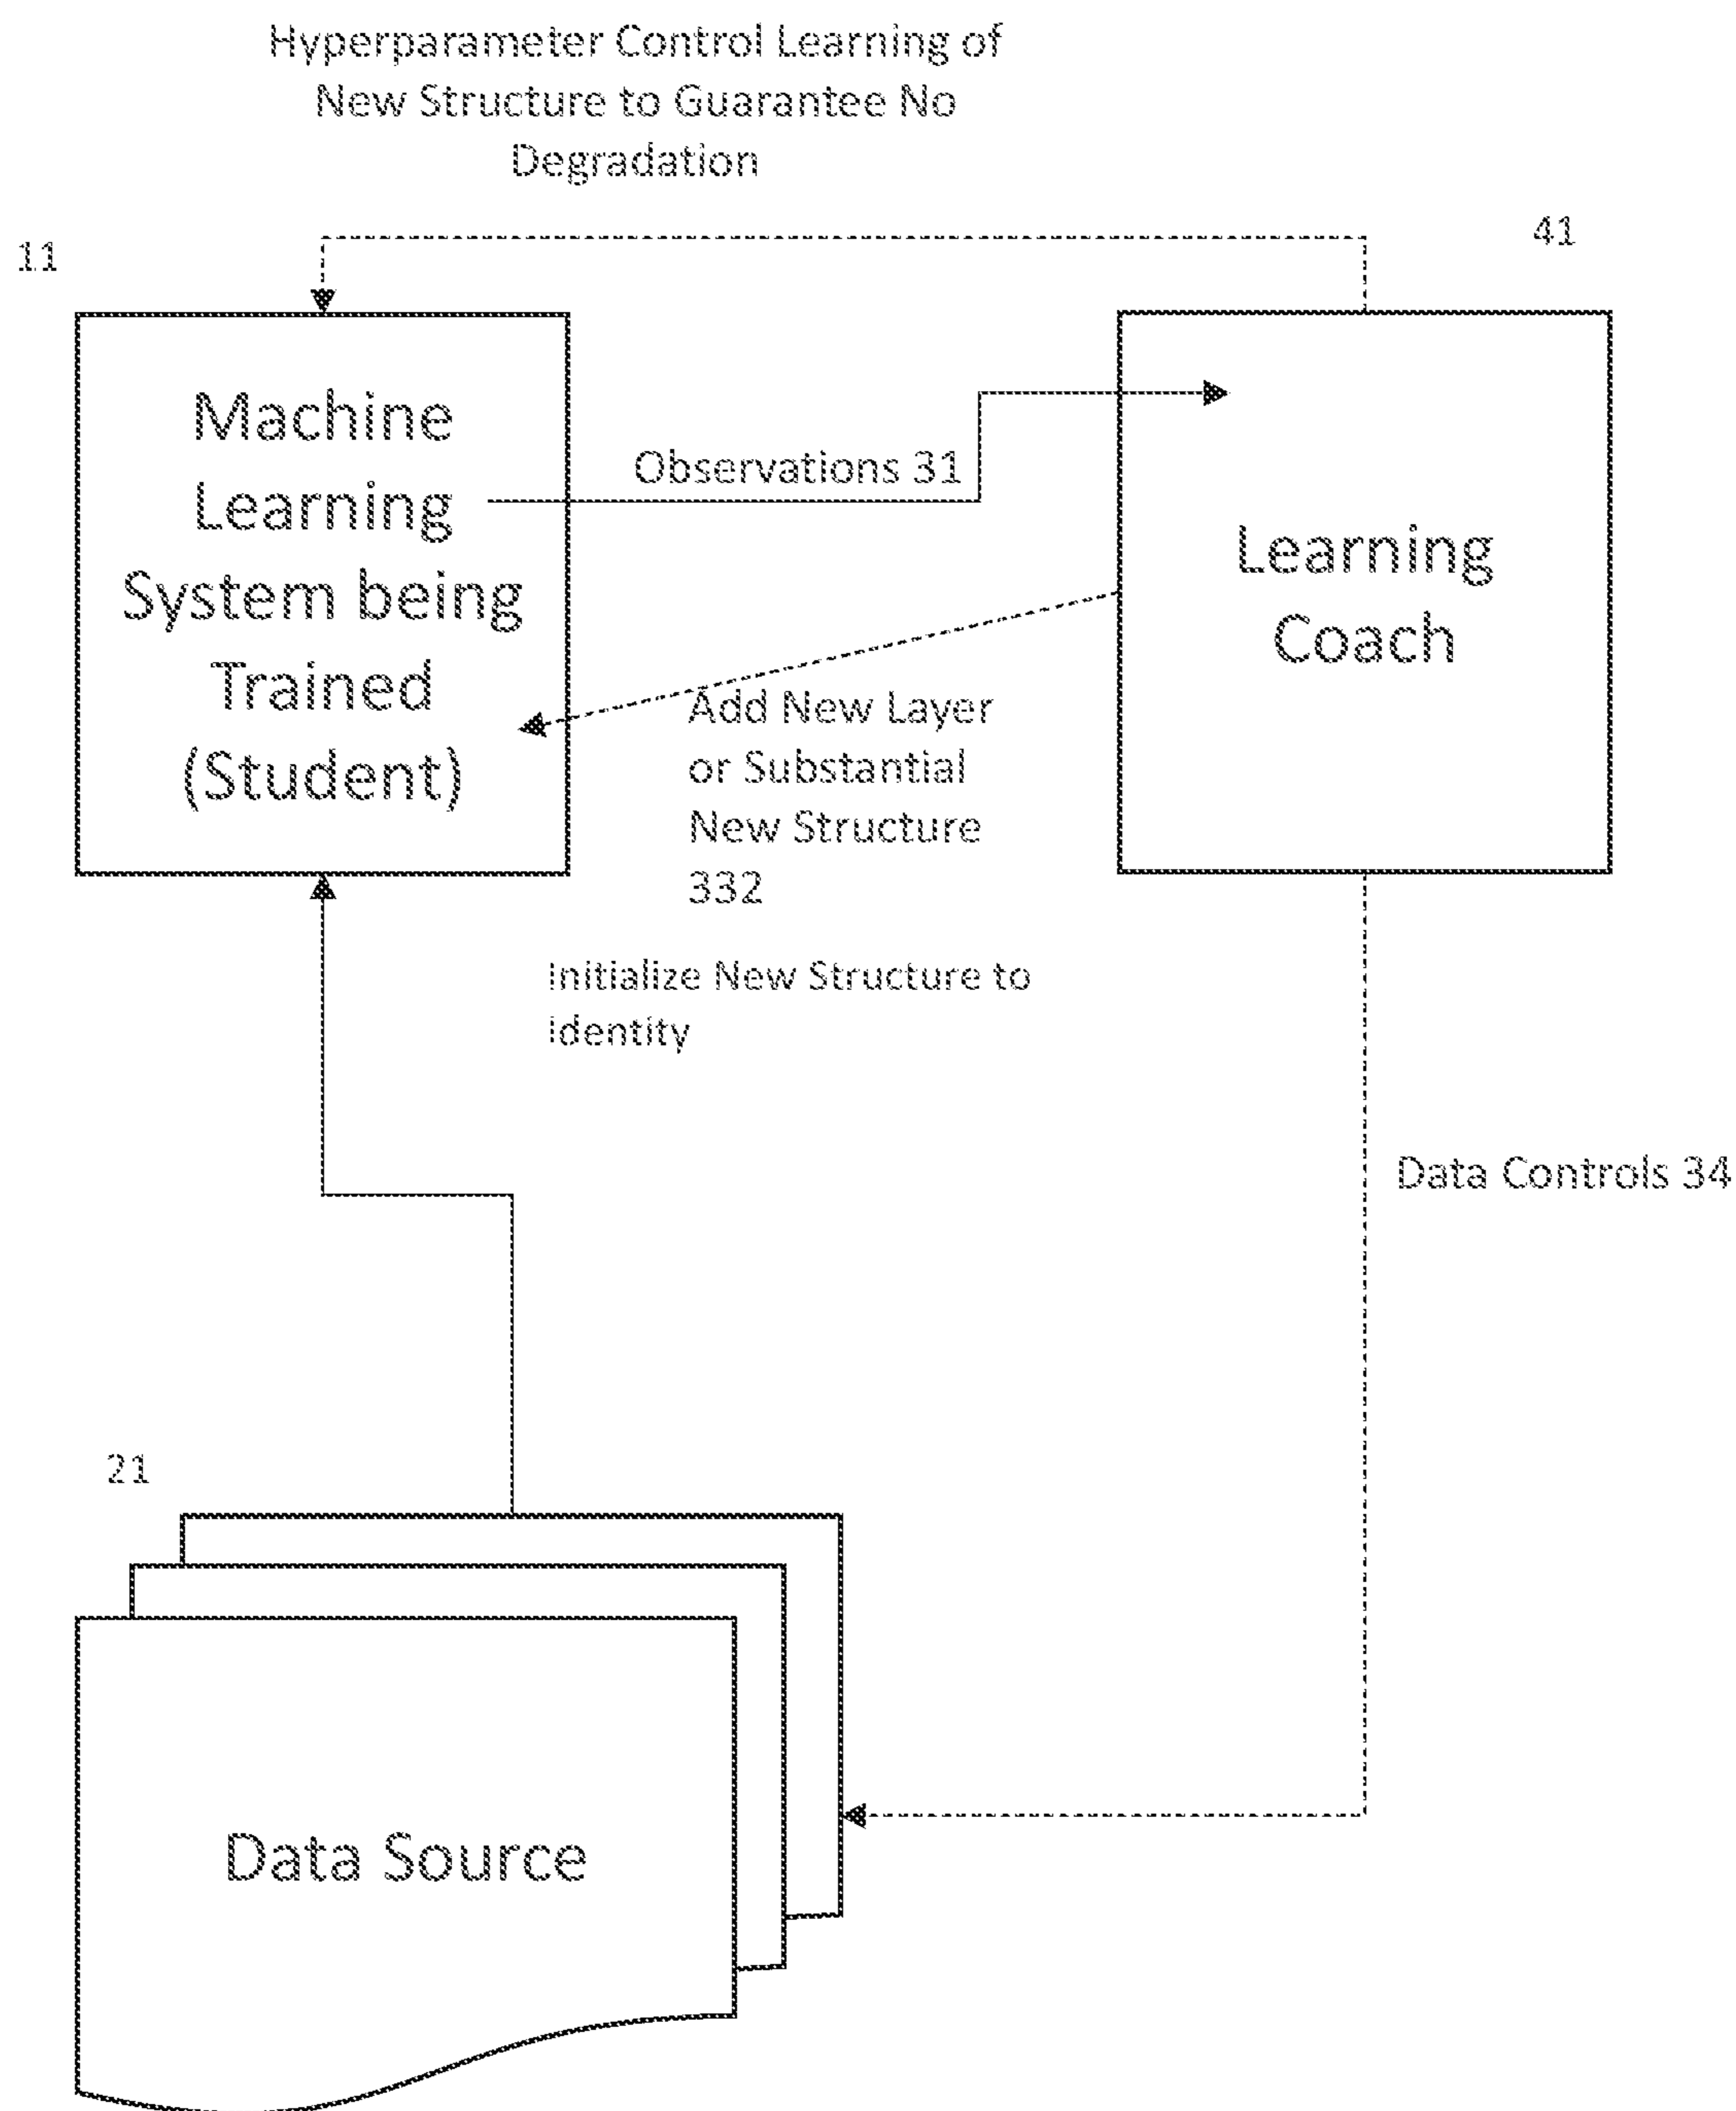 Hyperparameter Control Learning of
New Structure to Guarantee No
Degradation
11
41
Machine
Learning
System being
Trained
(Student)
Observations 31
Learning
Coach
Add New Layer
or Substantial
New Structure
332
Initialize New Structure to
Identity
Data Controls 34
21
Data Source